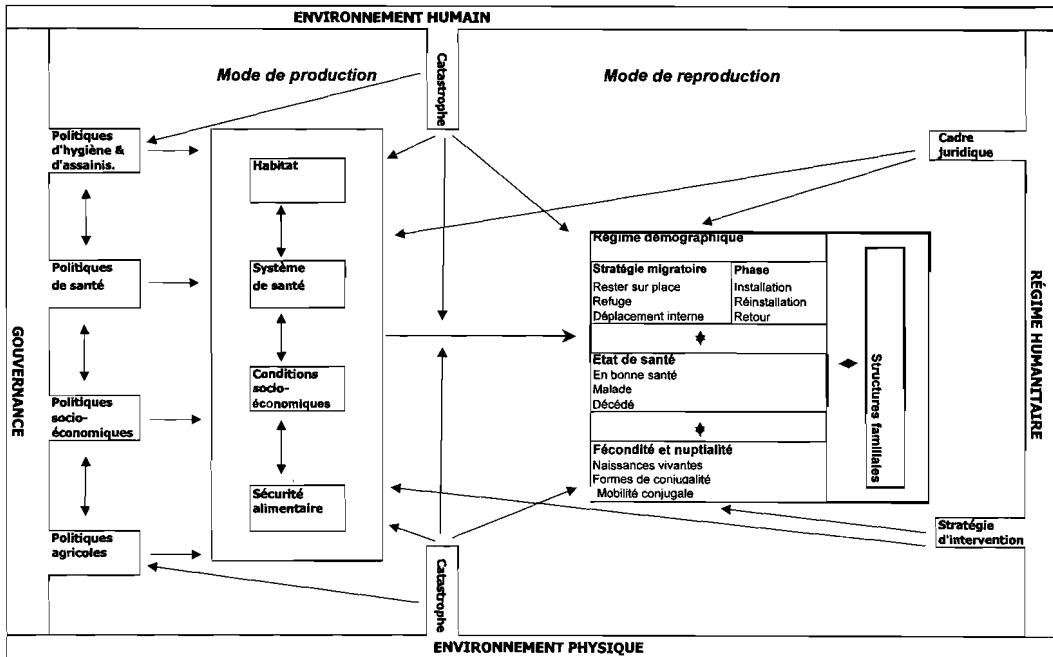 ENVIRONNEMENT HUMAIN
Catastrophe
Mode de production
Mode de reproduction
GOUVERNANCE
Politiques
d'hygiène &
d'assainis.
Politiques
de santé
Politiques
socio-
économiques
Politiques
agricoles
Habitat
Système
de santé
Conditions
socio-
économiques
Sécurité
alimentaire
Régime démographique
Stratégie migratoire
Rester sur place
Refuge
Déplacement interne
Phase
Installation
Réinstallation
Retour
Etat de santé
En bonne santé
Malade
Décédé
Fécondité et nuptialité
Naissances vivantes
Formes de conjugalité
Mobilité conjugale
Structures familiales
Cadre
juridique
Stratégie
d'intervention
RÉGIME HUMANITAIRE
Catastrophe
ENVIRONNEMENT PHYSIQUE